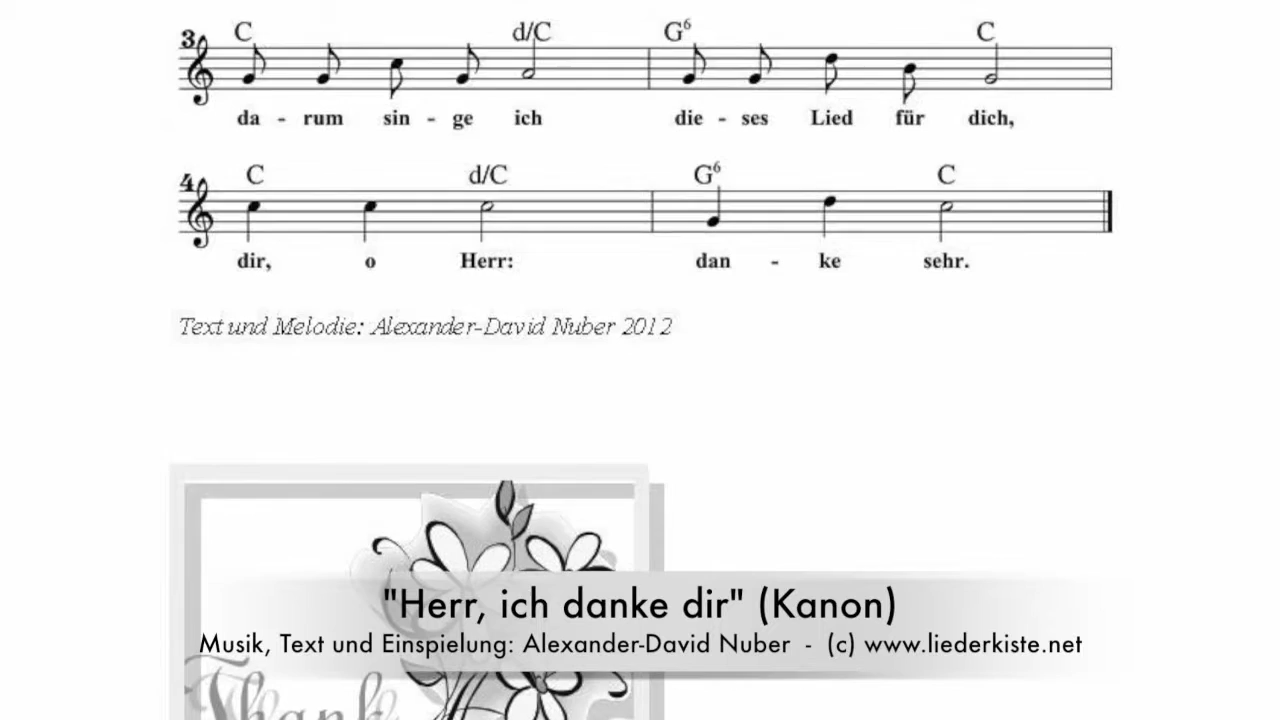 C d/C G6 C
3
da - rum sin - ge ich die - ses Lied für dich,
C d/C G6 C
4
dir, o Herr: dan - ke sehr.
Text und Melodie: Alexander-David Nuber 2012
"Herr, ich danke dir" (Kanon)
Musik, Text und Einspielung: Alexander-David Nuber - (c) www.liederkiste.net
Thank